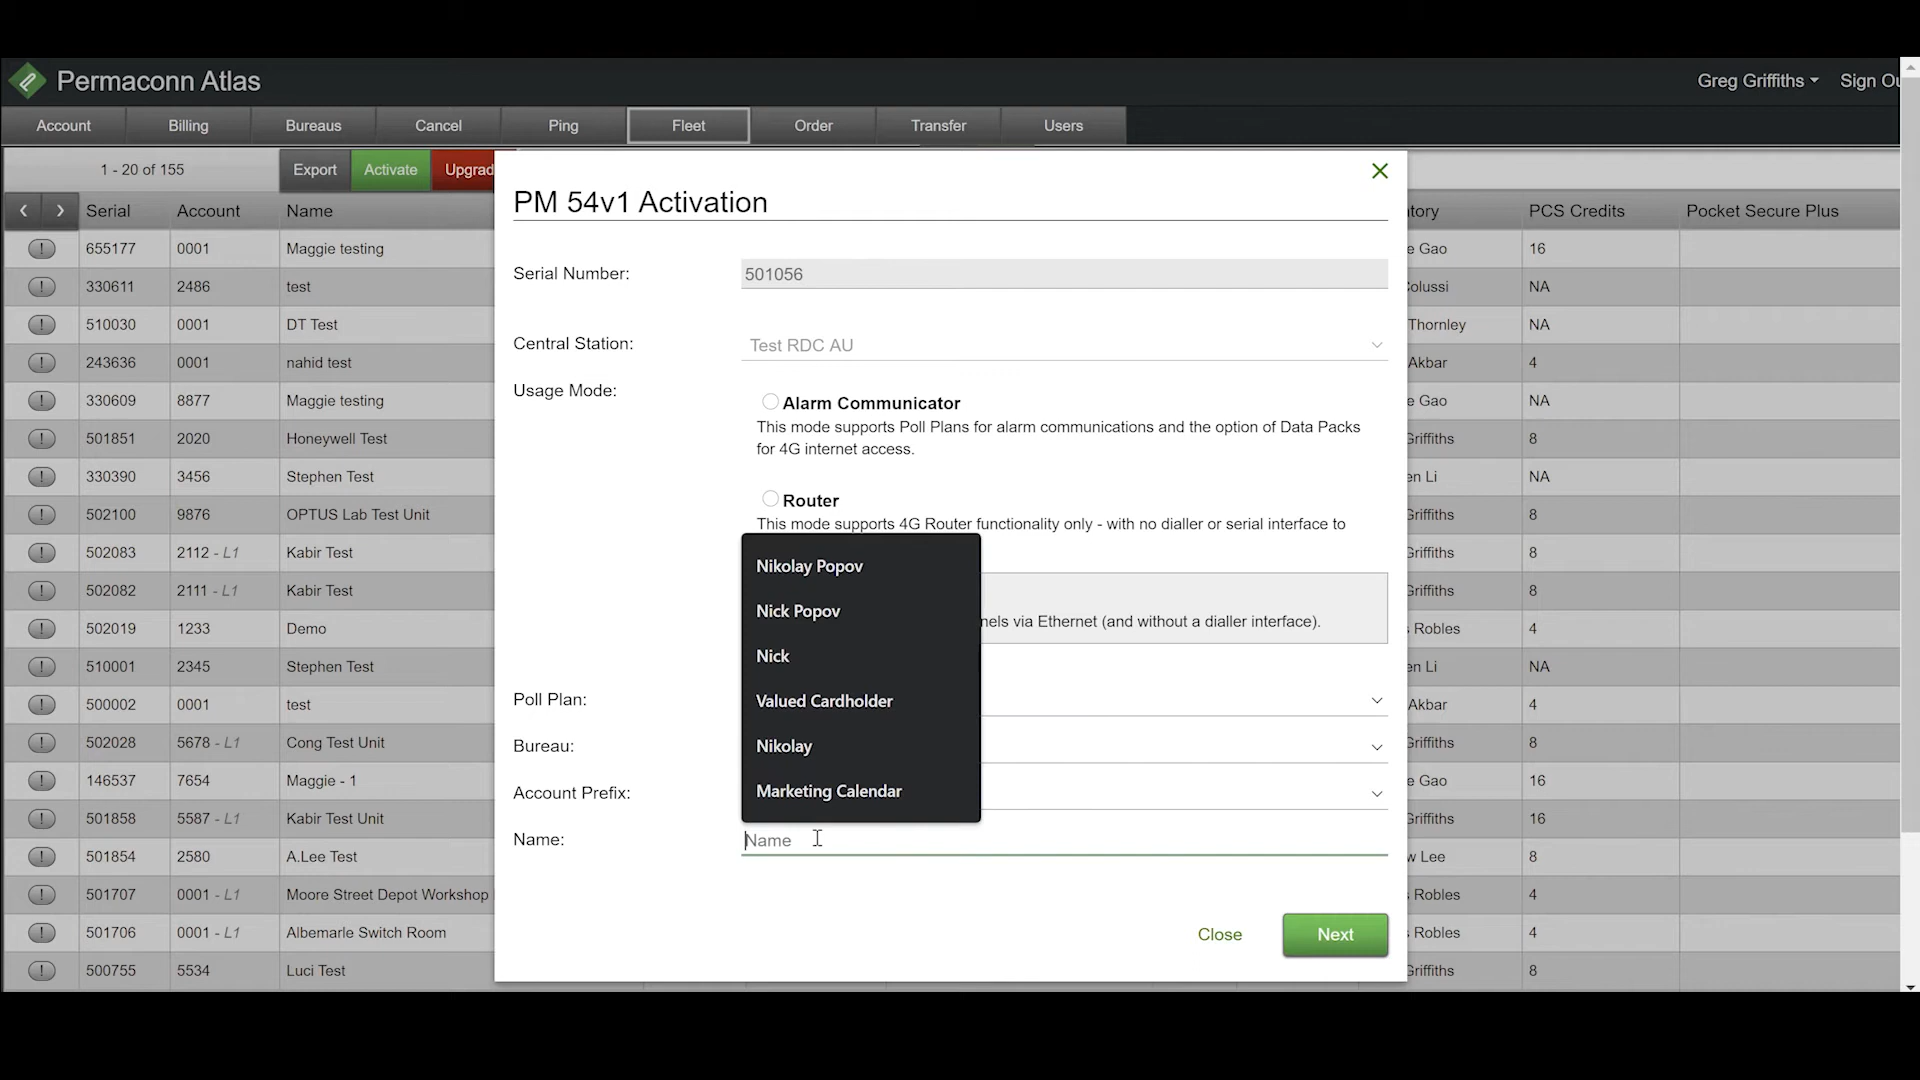 Permaconn Atlas
Greg Griffiths
Sign Ou
Account Billing Bureaus Cancel Ping Fleet Order Transfer Users
1 - 20 of 155 Export Activate Upgrad
Serial Account Name
tory PCS Credits Pocket Secure Plus
655177 0001 Maggie testing
330611 2486 test
510030 0001 DT Test
243636 0001 nahid test
330609 8877 Maggie testing
501851 2020 Honeywell Test
330390 3456 Stephen Test
502100 9876 OPTUS Lab Test Unit
502083 2112 - L1 Kabir Test
502082 2111 - L1 Kabir Test
502019 1233 Demo
510001 2345 Stephen Test
500002 0001 test
502028 5678 - L1 Cong Test Unit
146537 7654 Maggie - 1
501858 5587 - L1 Kabir Test Unit
501854 2580 A.Lee Test
501707 0001 - L1 Moore Street Depot Workshop
501706 0001 - L1 Albemarle Switch Room
500755 5534 Luci Test
PM 54v1 Activation
Serial Number: 501056
Central Station: Test RDC AU
Usage Mode:
Alarm Communicator
This mode supports Poll Plans for alarm communications and the option of Data Packs
for 4G internet access.
Router
This mode supports 4G Router functionality only - with no dialler or serial interface to
nels via Ethernet (and without a dialler interface).
Nikolay Popov
Nick Popov
Nick
Valued Cardholder
Nikolay
Marketing Calendar
Poll Plan:
Bureau:
Account Prefix:
Name: Name
Close Next
e Gao 16
Colussi NA
Thornley NA
Akbar 4
e Gao NA
Griffiths 8
en Li NA
Griffiths 8
Griffiths 8
Griffiths 8
s Robles 4
en Li NA
Akbar 4
Griffiths 8
e Gao 16
Griffiths 16
w Lee 8
s Robles 4
s Robles 4
Griffiths 8